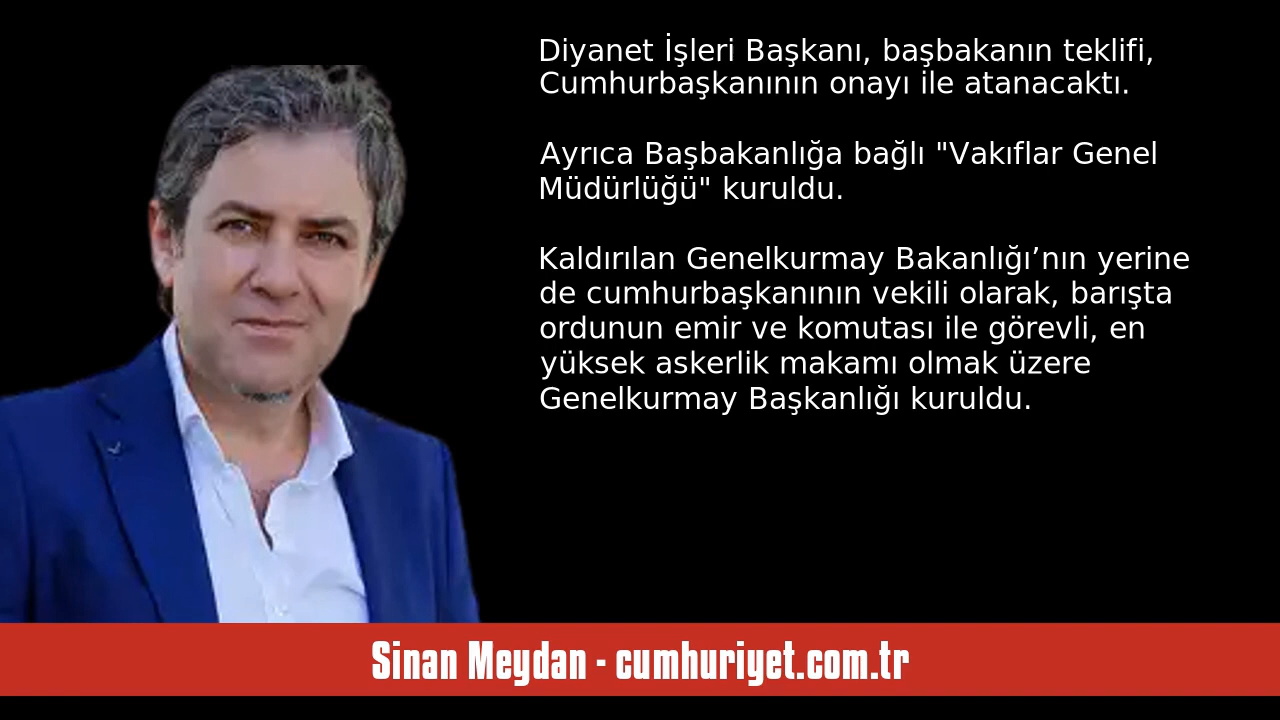 Diyanet İşleri Başkanı, başbakanın teklifi,
Cumhurbaşkanının onayı ile atanacaktı.
Ayrıca Başbakanlığa bağlı "Vakıflar Genel
Müdürlüğü" kuruldu.
Kaldırılan Genelkurmay Bakanlığı’nın yerine
de cumhurbaşkanının vekili olarak, barışta
ordunun emir ve komutası ile görevli, en
yüksek askerlik makamı olmak üzere
Genelkurmay Başkanlığı kuruldu.
Sinan Meydan - cumhuriyet.com.tr